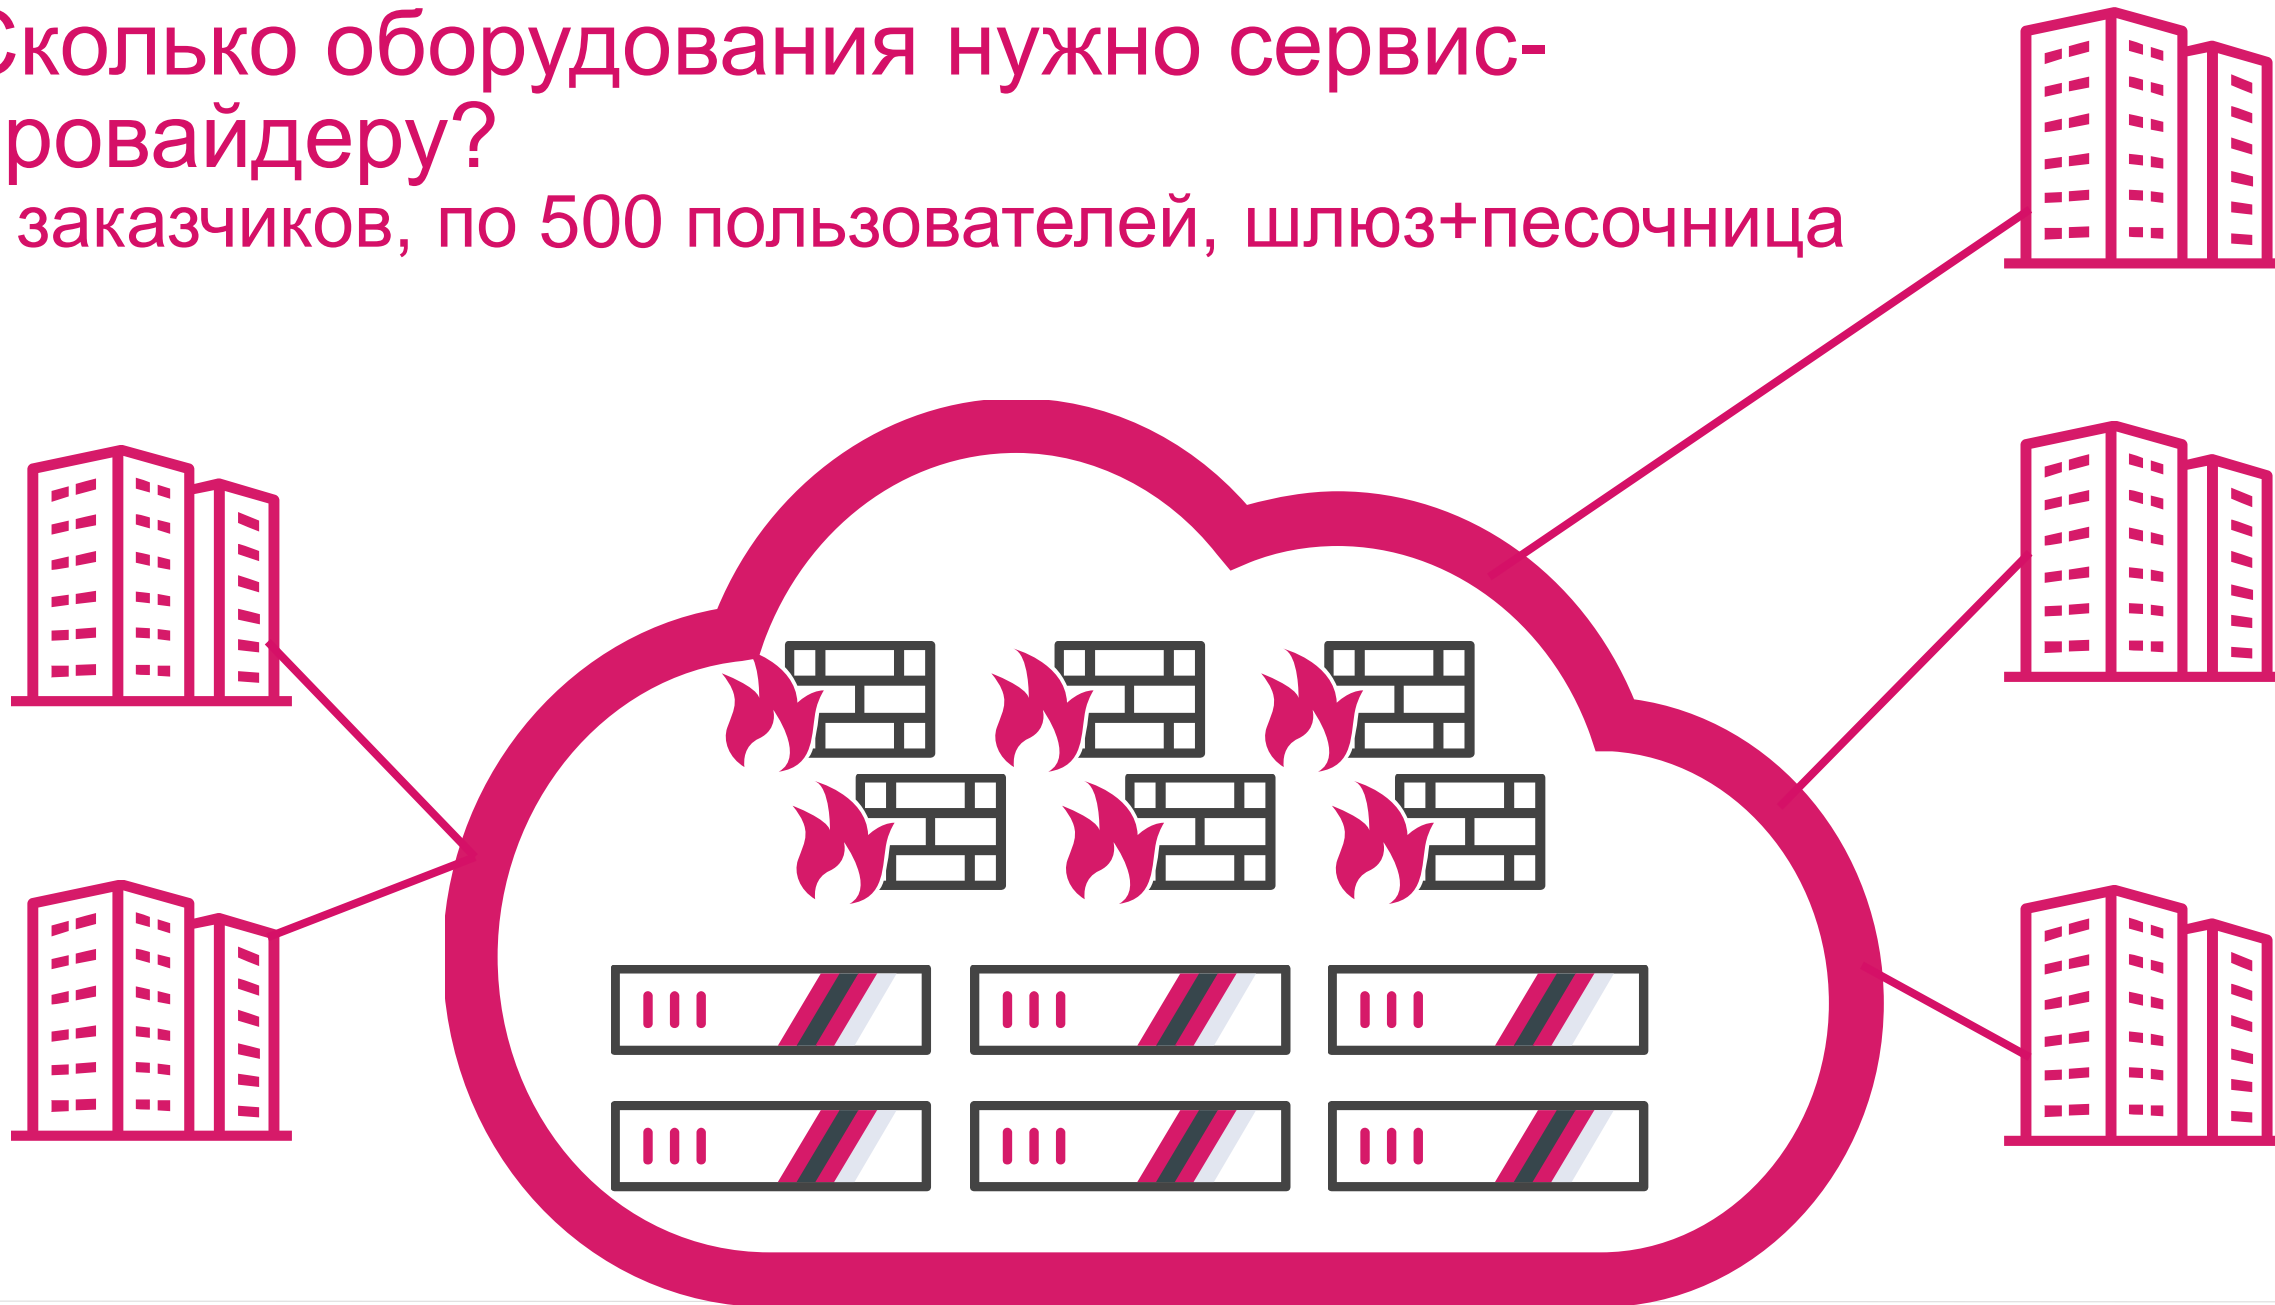 Сколько оборудования нужно сервис-
ровайдеру?
заказчиков, по 500 пользователей, шлюз+песочница